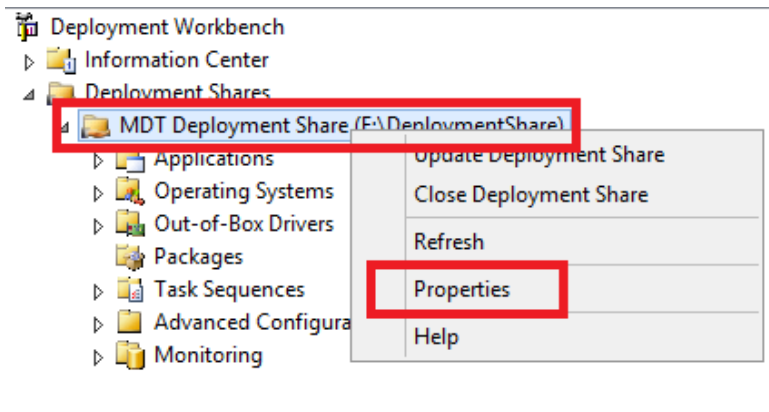 Deployment Workbench
Information Center
Deployment Shares
MDT Deployment Share (E:\DeploymentShare)
Applications
Operating Systems
Out-of-Box Drivers
Packages
Task Sequences
Advanced Configura
Monitoring
Update Deployment Share
Close Deployment Share
Refresh
Properties
Help